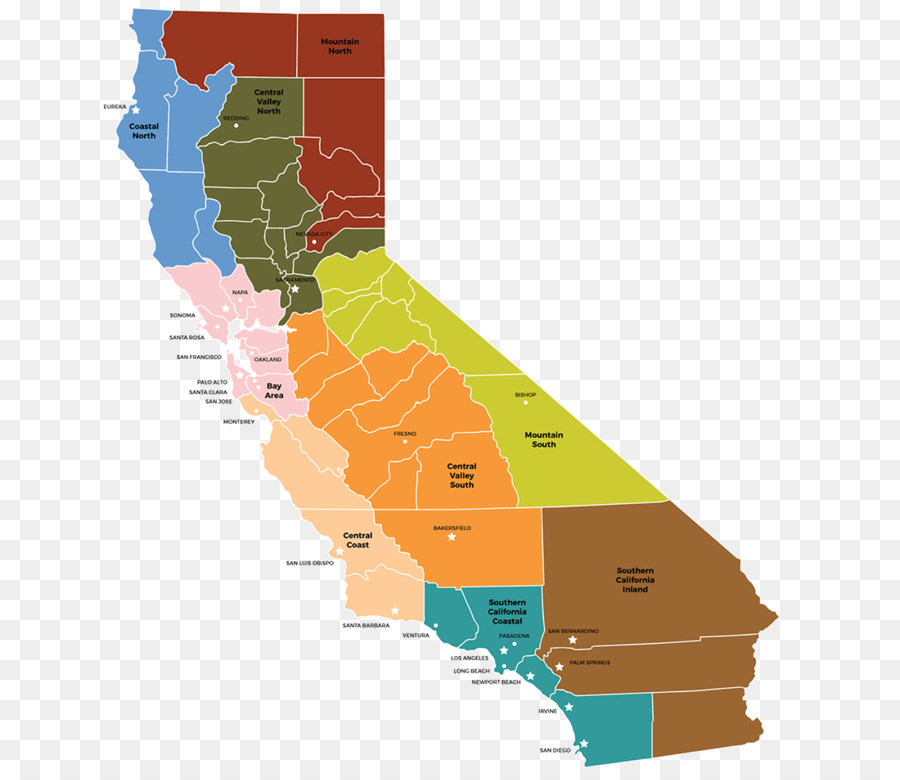 Mountain
North
Central
Valley
North
EUREKA
REDDING
Coastal
North
NEVADA CITY
SACRAMENTO
NAPA
SONOMA
SANTA ROSA
SAN FRANCISCO
OAKLAND
PALO ALTO
Bay
Area
SANTA CLARA
SAN JOSE
BISHOP
MONTEREY
FRESNO
Mountain
South
Central
Valley
South
BAKERSFIELD
Central
Coast
SAN LUIS OBISPO
Southern
California
Inland
Southern
California
Coastal
SANTA BARBARA
VENTURA
PASADENA
SAN BERNARDINO
LOS ANGELES
PALM SPRINGS
LONG BEACH
NEWPORT BEACH
IRVINE
SAN DIEGO